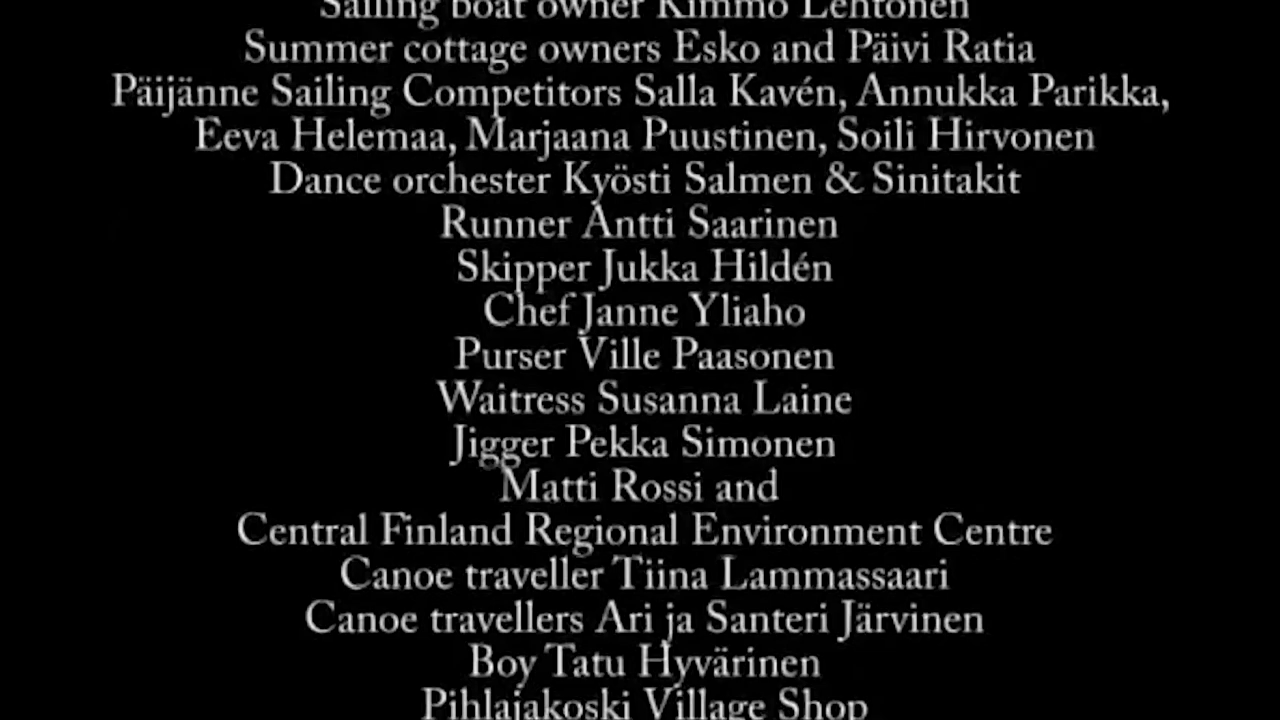 Sailing boat owner Kimmo Lehtonen
Summer cottage owners Esko and Päivi Ratia
Päijänne Sailing Competitors Salla Kavén, Annukka Parikka,
Eeva Helemaa, Marjaana Puustinen, Soili Hirvonen
Dance orchester Kyösti Salmen & Sinitakit
Runner Antti Saarinen
Skipper Jukka Hildén
Chef Janne Yliaho
Purser Ville Paasonen
Waitress Susanna Laine
Jigger Pekka Simonen
Matti Rossi and
Central Finland Regional Environment Centre
Canoe traveller Tiina Lammassaari
Canoe travellers Ari ja Santeri Järvinen
Boy Tatu Hyvärinen
Pihlajakoski Village Shop